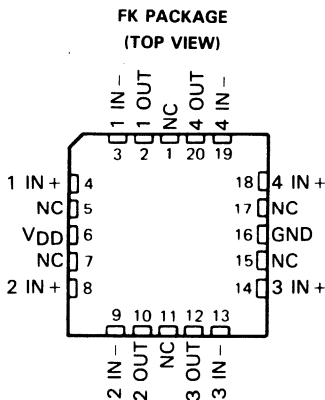 FK PACKAGE
(TOP VIEW)
1 IN−
1 OUT
NC
4 OUT
4 IN−
3 2 1 20 19
1 IN+ 4
18 4 IN+
NC 5
17 NC
VDD 6
16 GND
NC 7
15 NC
2 IN+ 8
14 3 IN+
9 10 11 12 13
2 IN−
2 OUT
NC
3 OUT
3 IN−